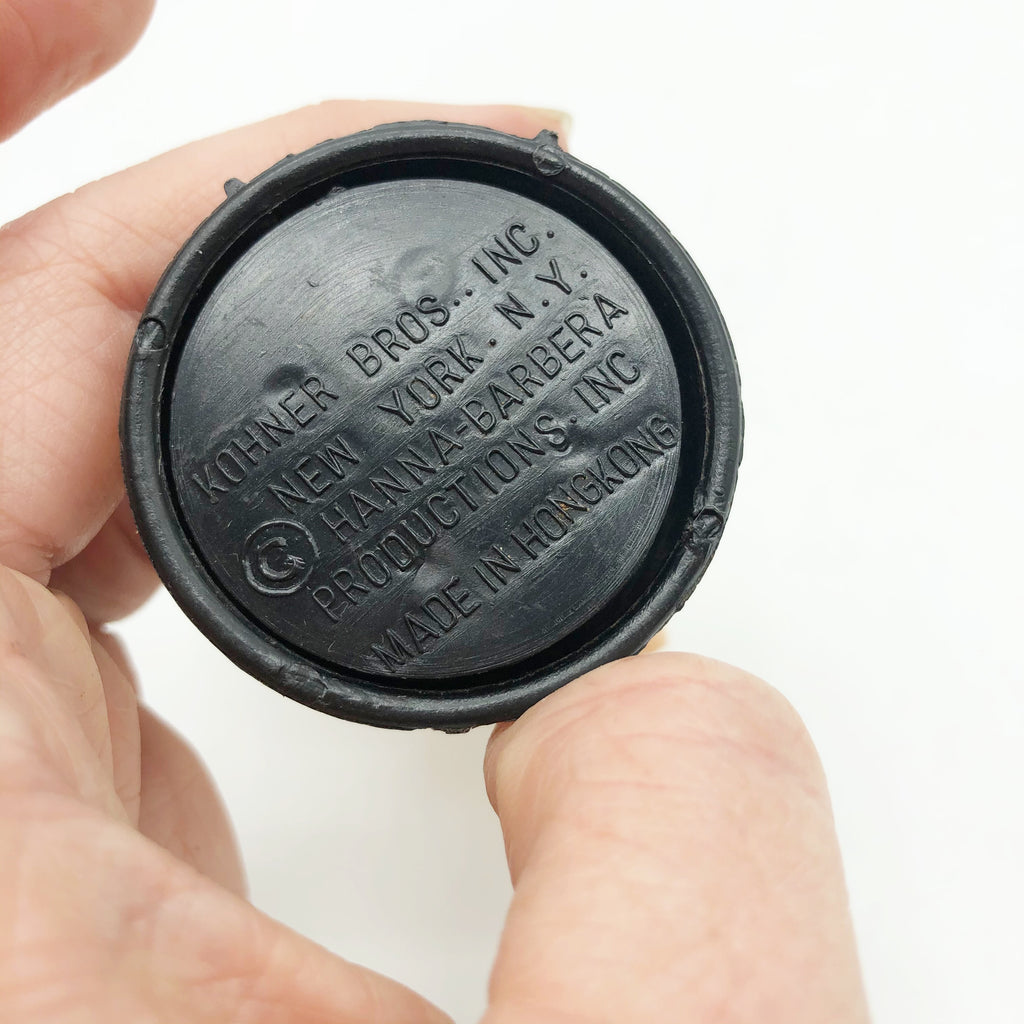 KOHNER BROS.. INC.
NEW YORK. N.Y.
© HANNA-BARBERA
PRODUCTIONS. INC
MADE IN HONGKONG